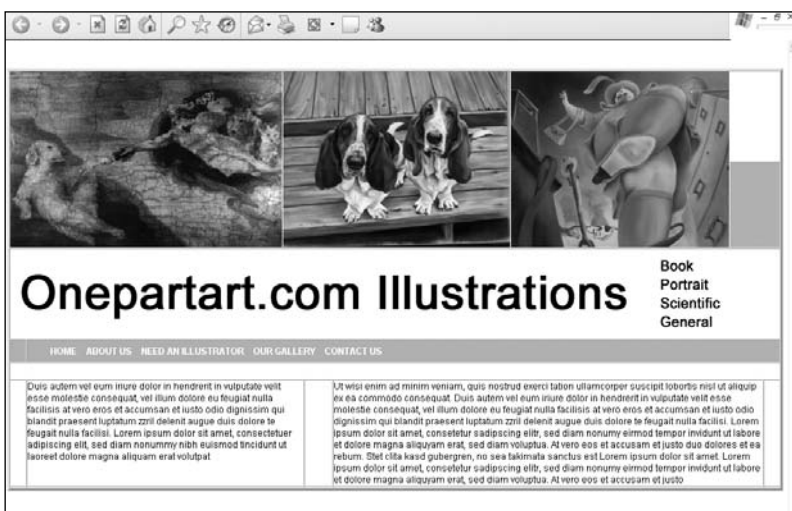 Onepartart.com Illustrations
Book
Portrait
Scientific
General
HOME ABOUT US NEED AN ILLUSTRATOR OUR GALLERY CONTACT US
Duis autem vel eum iriure dolor in hendrerit in vulputate velit
esse molestie consequat, vel illum dolore eu feugiat nulla
facilisis at vero eros et accumsan et iusto odio dignissim qui
blandit praesent luptatum zzril delenit augue duis dolore te
feugait nulla facilisi. Lorem ipsum dolor sit amet, consectetuer
adipiscing elit, sed diam nonummy nibh euismod tincidunt ut
laoreet dolore magna aliquam erat volutpat
Ut wisi enim ad minim veniam, quis nostrud exerci tation ullamcorper suscipit lobortis nisl ut aliquip
ex ea commodo consequat. Duis autem vel eum iriure dolor in hendrerit in vulputate velit esse
molestie consequat, vel illum dolore eu feugiat nulla facilisis at vero eros et accumsan et iusto odio
dignissim qui blandit praesent luptatum zzril delenit augue duis dolore te feugait nulla facilisi. Lorem
ipsum dolor sit amet, consetetur sadipscing elitr, sed diam nonumy eirmod tempor invidunt ut labore
et dolore magna aliquyam erat, sed diam voluptua. At vero eos et accusam et justo duo dolores et ea
rebum. Stet clita kasd gubergren, no sea takimata sanctus est Lorem ipsum dolor sit amet. Lorem
ipsum dolor sit amet, consetetur sadipscing elitr, sed diam nonumy eirmod tempor invidunt ut labore
et dolore magna aliquyam erat, sed diam voluptua. At vero eos et accusam et justo